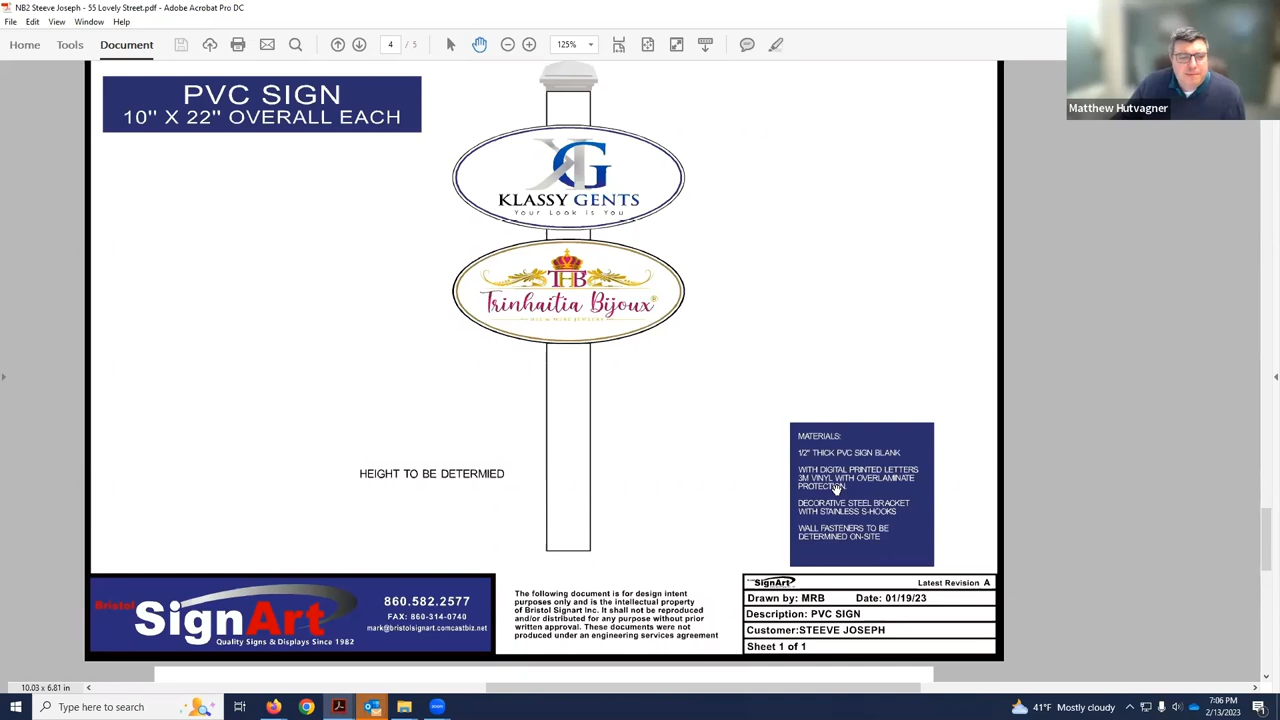 NB2 Steeve Joseph - 55 Lovely Street.pdf - Adobe Acrobat Pro DC
File Edit View Window Help
Home Tools Document
4 / 5
125%
Matthew Hutvagner
PVC SIGN
10" X 22" OVERALL EACH
KG
KLASSY GENTS
Your Look is You
THB
Trinhaitia Bijoux®
HEIGHT TO BE DETERMIED
MATERIALS:
1/2" THICK PVC SIGN BLANK
WITH DIGITAL PRINTED LETTERS
3M VINYL WITH OVERLAMINATE
PROTECTION.
DECORATIVE STEEL BRACKET
WITH STAINLESS S-HOOKS
WALL FASTENERS TO BE
DETERMINED ON-SITE
Bristol
SignArt
Quality Signs & Displays Since 1982
860.582.2577
FAX: 860-314-0740
mark@bristolsignart.comcastbiz.net
The following document is for design intent
purposes only and is the intellectual property
of Bristol Signart Inc. It shall not be reproduced
and/or distributed for any purpose without prior
written approval. These documents were not
produced under an engineering services agreement
SignArt Latest Revision A
Drawn by: MRB Date: 01/19/23
Description: PVC SIGN
Customer:STEEVE JOSEPH
Sheet 1 of 1
10.03 x 6.81 in
Type here to search
zoom
41°F Mostly cloudy
7:06 PM
2/13/2023